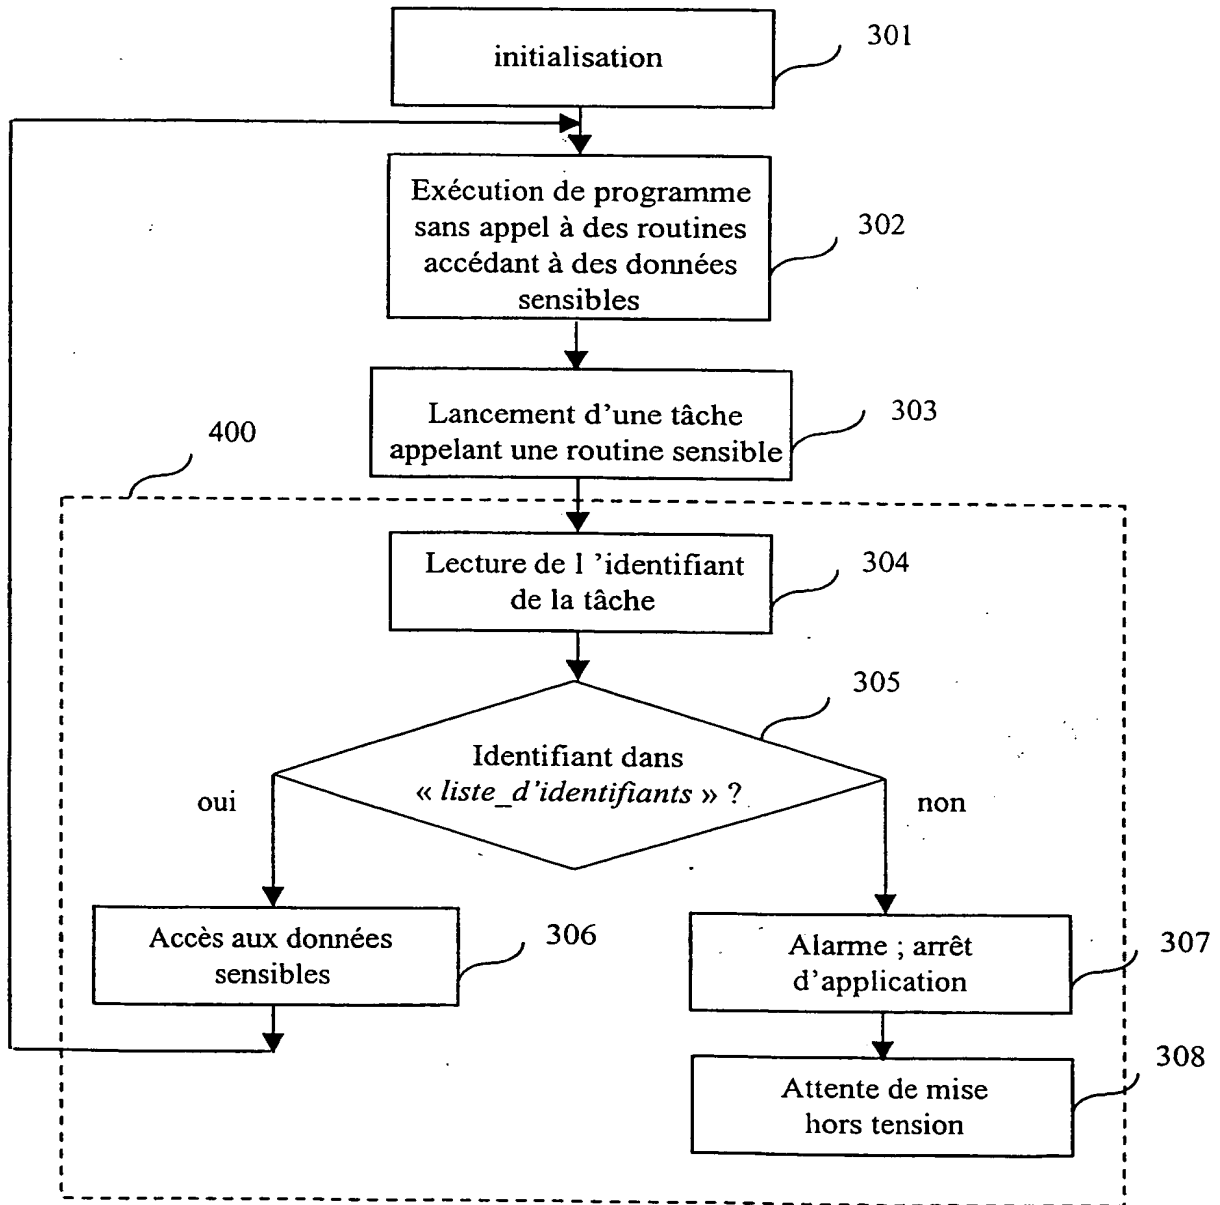 initialisation
301
Exécution de programme
sans appel à des routines
accédant à des données
sensibles
302
Lancement d'une tâche
appelant une routine sensible
303
400
Lecture de l 'identifiant
de la tâche
304
305
Identifiant dans
« liste_d'identifiants » ?
oui
non
Accès aux données
sensibles
306
Alarme ; arrêt
d'application
307
Attente de mise
hors tension
308